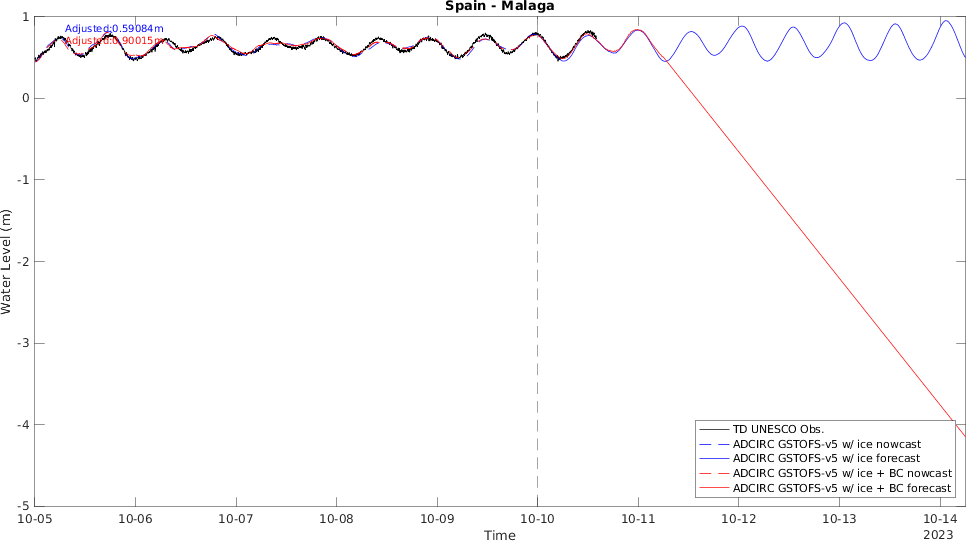 Spain - Malaga
Adjusted:0.59084m
Adjusted:0.90015m
1
0
-1
-2
-3
-4
-5
Water Level (m)
10-05 10-06 10-07 10-08 10-09 10-10 10-11 10-12 10-13 10-14
2023
Time
TD UNESCO Obs.
ADCIRC GSTOFS-v5 w/ ice nowcast
ADCIRC GSTOFS-v5 w/ ice forecast
ADCIRC GSTOFS-v5 w/ ice + BC nowcast
ADCIRC GSTOFS-v5 w/ ice + BC forecast